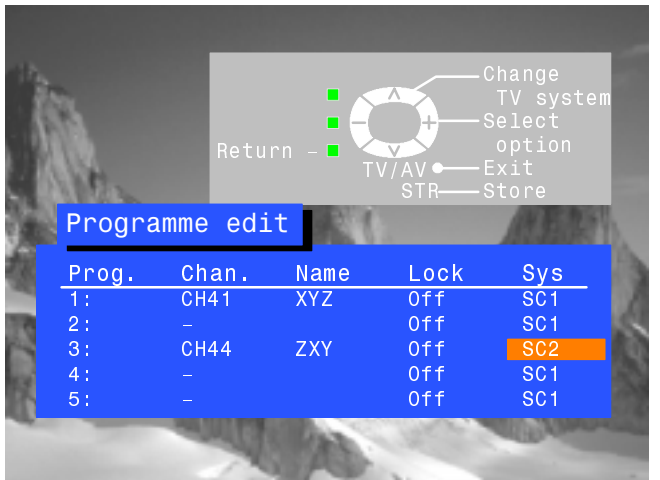 Change
TV system
Select
option
Return –
TV/AV Exit
STR Store
Programme edit
Prog. Chan. Name Lock Sys
1: CH41 XYZ Off SC1
2: – Off SC1
3: CH44 ZXY Off SC2
4: – Off SC1
5: – Off SC1